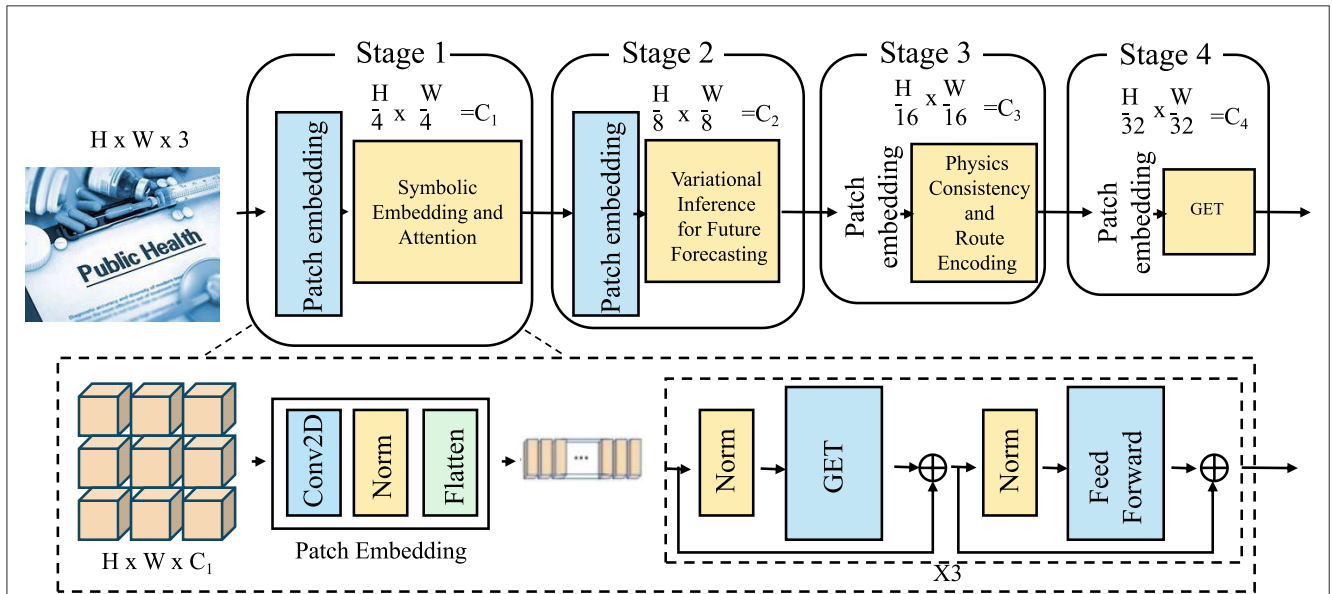 Stage 1
Stage 2
Stage 3
Stage 4
H x W x 3
H/4 x W/4 =C₁
H/8 x W/8 =C₂
H/16 x W/16 =C₃
H/32 x W/32 =C₄
Public Health
Patch embedding
Symbolic
Embedding and
Attention
Patch embedding
Variational
Inference
for Future
Forecasting
Patch
embedding
Physics
Consistency
and
Route
Encoding
Patch
embedding
GET
H x W x C₁
Conv2D
Norm
Flatten
Patch Embedding
...
Norm
GET
Norm
Feed
Forward
X3